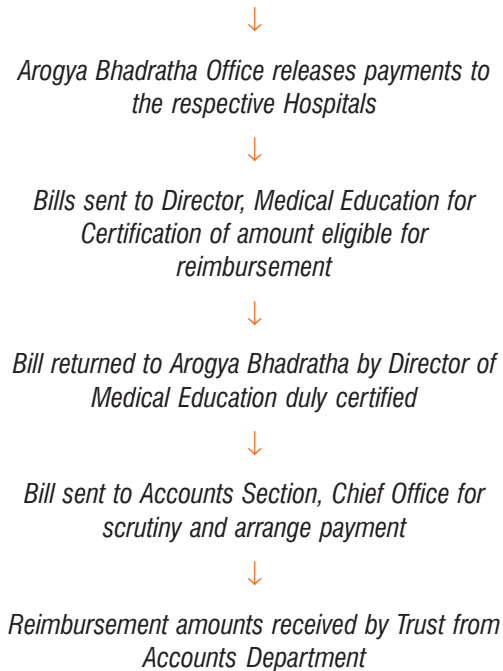 ↓
Arogya Bhadratha Office releases payments to
the respective Hospitals
↓
Bills sent to Director, Medical Education for
Certification of amount eligible for
reimbursement
↓
Bill returned to Arogya Bhadratha by Director of
Medical Education duly certified
↓
Bill sent to Accounts Section, Chief Office for
scrutiny and arrange payment
↓
Reimbursement amounts received by Trust from
Accounts Department